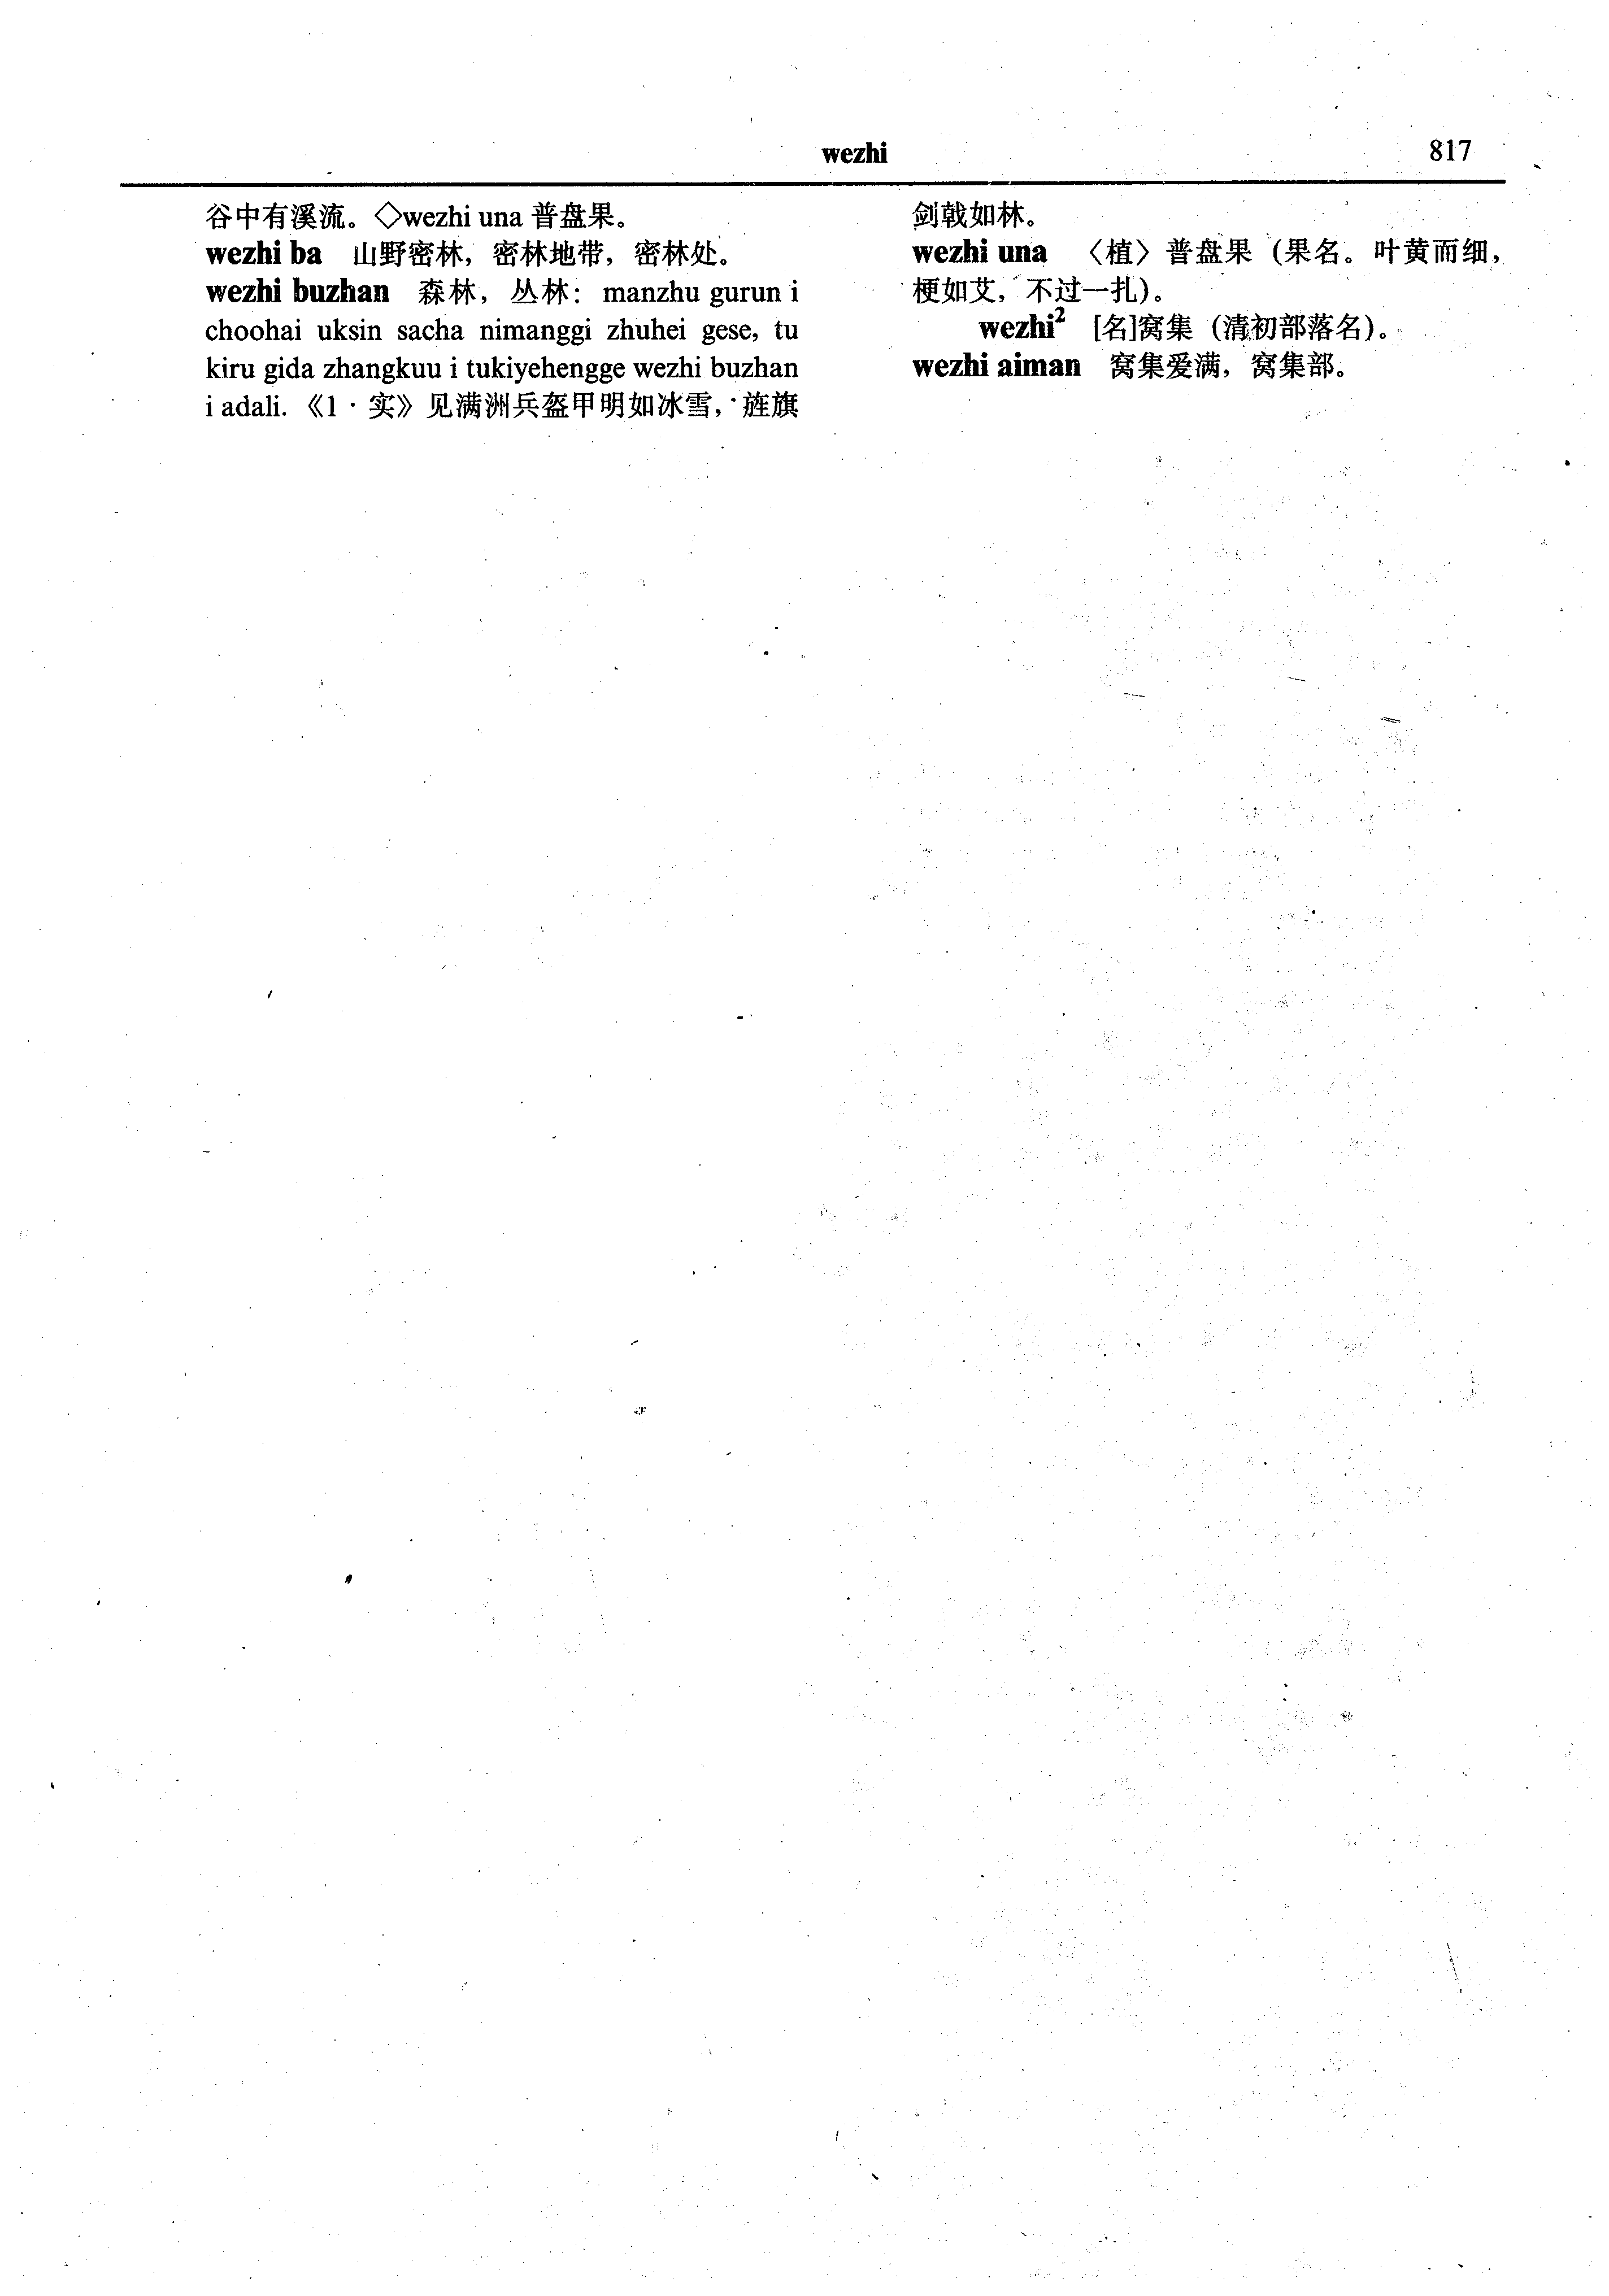 wezhi
817
谷中有溪流。◇wezhi una 普盘果。
wezhi ba 山野密林，密林地带，密林处。
wezhi buzhan 森林，丛林：manzhu gurun i
choohai uksin sacha nimanggi zhuhei gese, tu
kiru gida zhangkuu i tukiyehengge wezhi buzhan
i adali.《1·实》见满洲兵盔甲明如冰雪，旌旗
剑戟如林。
wezhi una 〈植〉普盘果（果名。叶黄而细，
梗如艾，不过一扎）。
wezhi² [名]窝集（清初部落名）。
wezhi aiman 窝集爱满，窝集部。